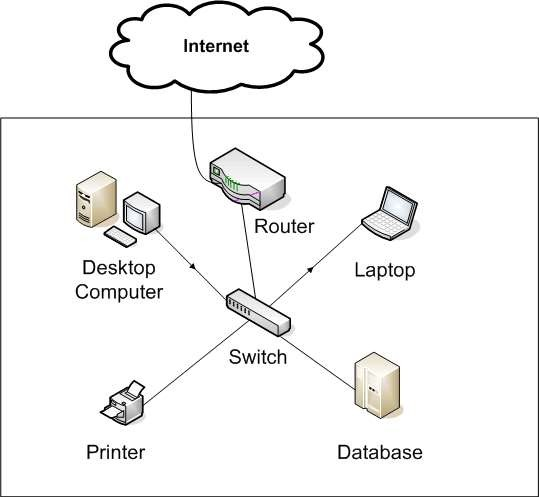 Internet
Router
Desktop
Computer
Laptop
Switch
Printer
Database